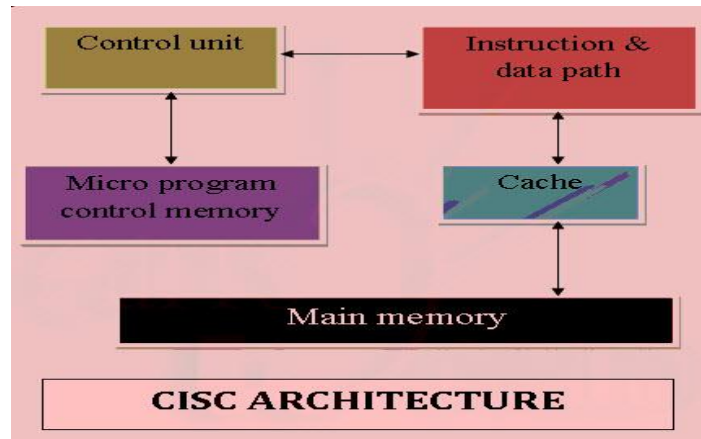 Control unit
Instruction &
data path
Micro program
control memory
Cache
Main memory
CISC ARCHITECTURE